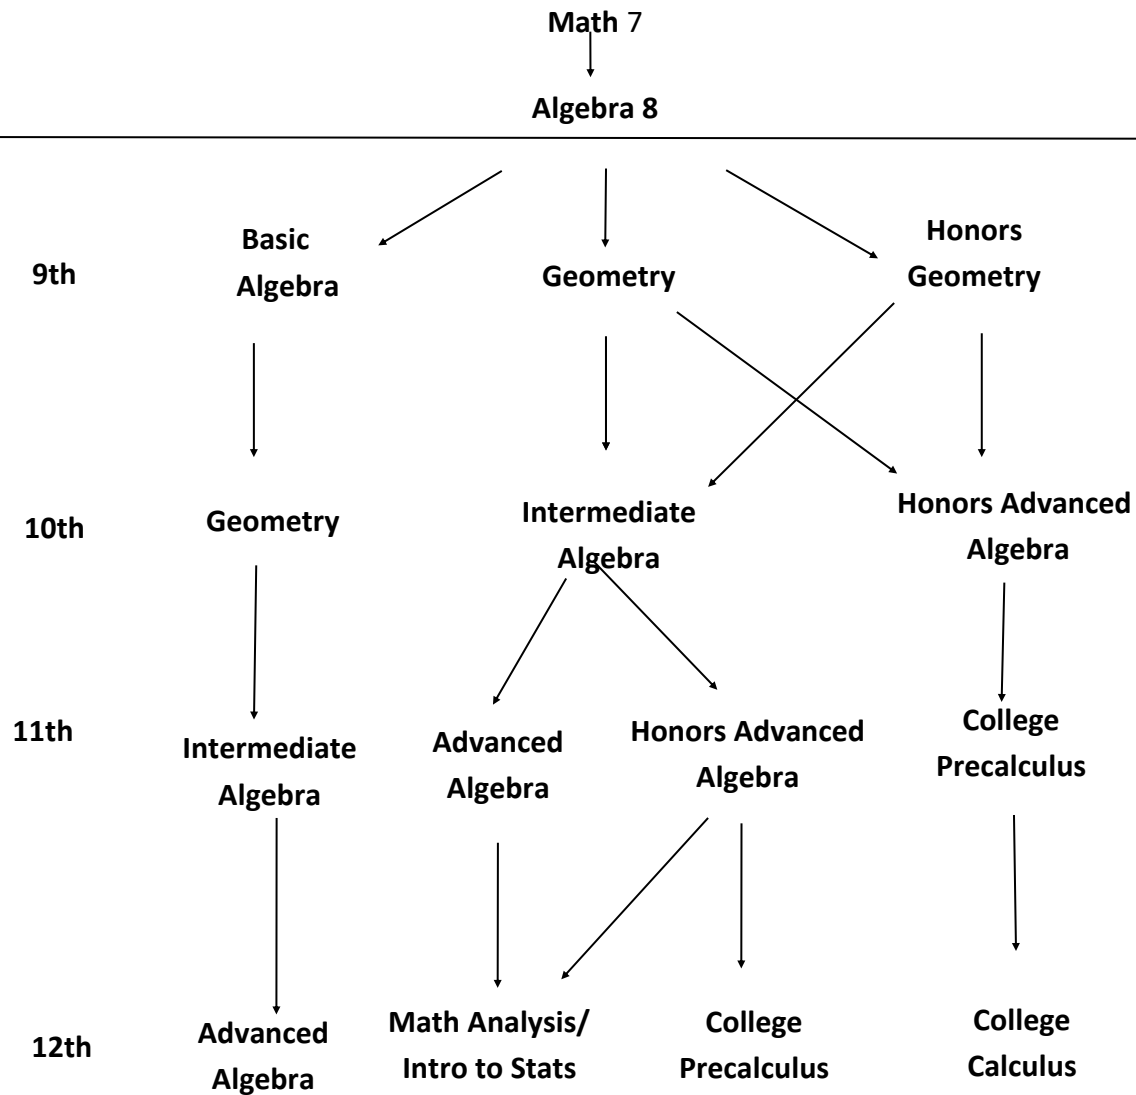 Math 7
Algebra 8
9th
Basic
Algebra
Geometry
Honors
Geometry
10th
Geometry
Intermediate
Algebra
Honors Advanced
Algebra
11th
Intermediate
Algebra
Advanced
Algebra
Honors Advanced
Algebra
College
Precalculus
12th
Advanced
Algebra
Math Analysis/
Intro to Stats
College
Precalculus
College
Calculus